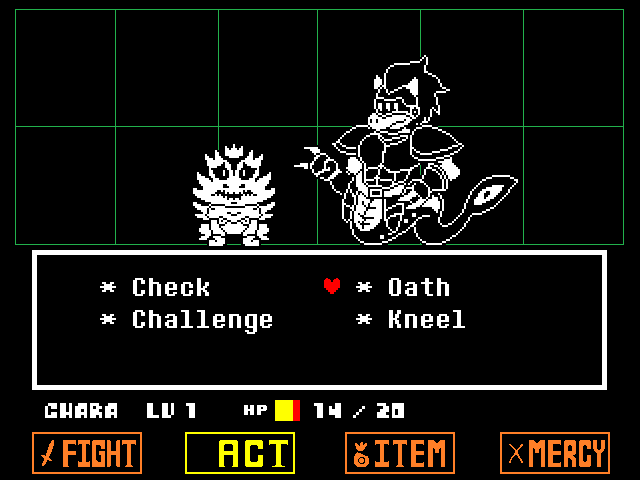 * Check * Oath
* Challenge * Kneel
CHARA LV 1 HP 14 / 20
FIGHT ACT ITEM MERCY